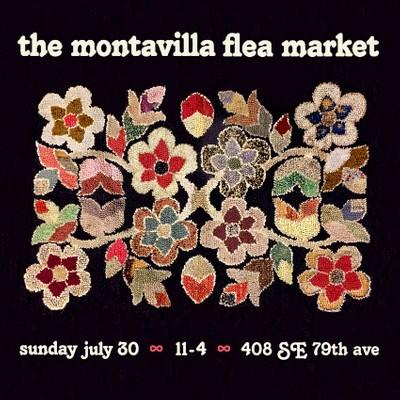 the montavilla flea market
sunday july 30 ∞ 11-4 ∞ 408 SE 79th ave